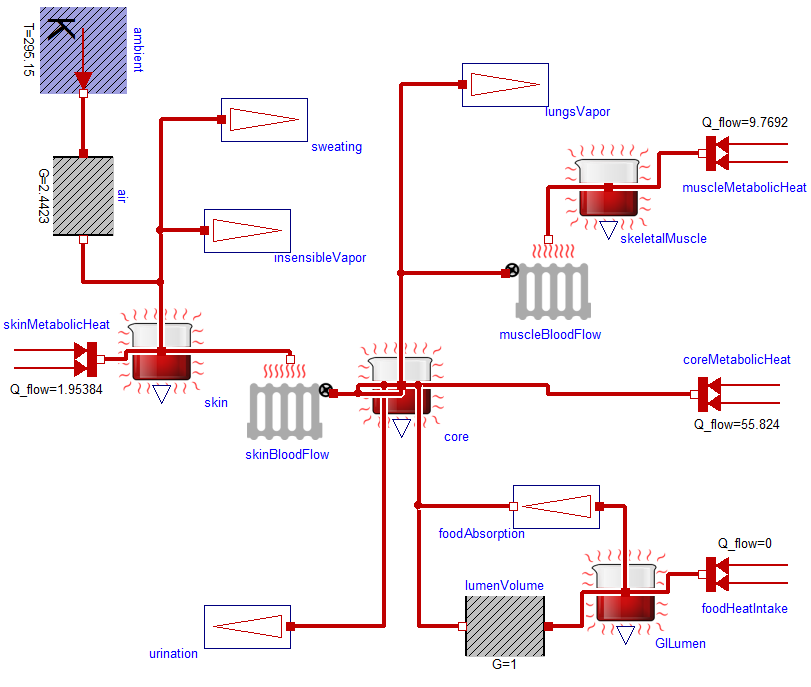 K
T=295.15
ambient
sweating
lungsVapor
Q_flow=9.7692
muscleMetabolicHeat
air
G=2.4423
skeletalMuscle
insensibleVapor
skinMetabolicHeat
muscleBloodFlow
coreMetabolicHeat
Q_flow=1.95384
skin
Q_flow=55.824
core
skinBloodFlow
foodAbsorption
Q_flow=0
lumenVolume
foodHeatIntake
urination
GILumen
G=1